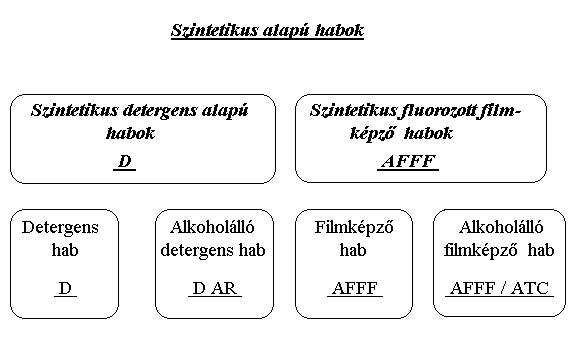 Szintetikus alapú habok
Szintetikus detergens alapú
habok
D
Szintetikus fluorozott film-
képző habok
AFFF
Detergens
hab
D
Alkoholálló
detergens hab
D AR
Filmképző
hab
AFFF
Alkoholálló
filmképző hab
AFFF / ATC